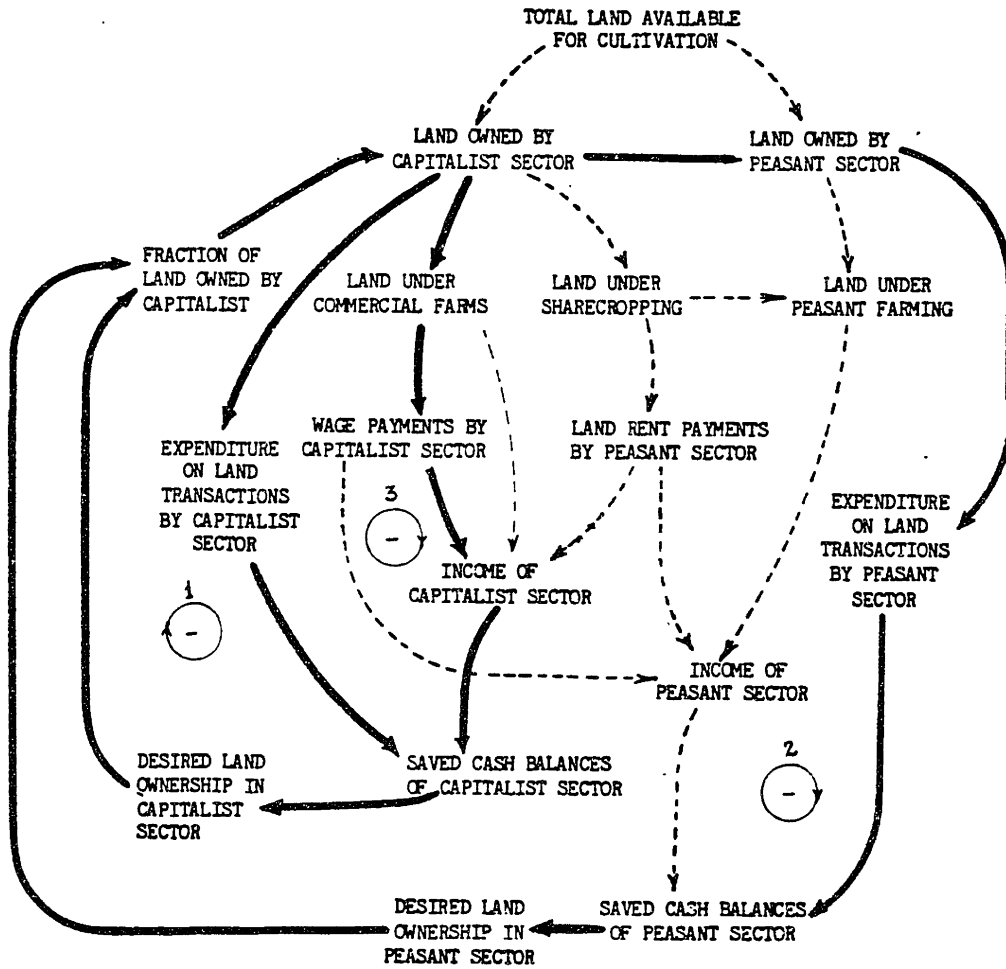 TOTAL LAND AVAILABLE
FOR CULTIVATION
LAND OWNED BY
CAPITALIST SECTOR
LAND OWNED BY
PEASANT SECTOR
FRACTION OF
LAND OWNED BY
CAPITALIST
LAND UNDER
COMMERCIAL FARMS
LAND UNDER
SHARECROPPING
LAND UNDER
PEASANT FARMING
WAGE PAYMENTS BY
CAPITALIST SECTOR
LAND RENT PAYMENTS
BY PEASANT SECTOR
EXPENDITURE
ON LAND
TRANSACTIONS
BY CAPITALIST
SECTOR
3
-
EXPENDITURE
ON LAND
TRANSACTIONS
BY PEASANT
SECTOR
INCOME OF
CAPITALIST SECTOR
1
-
INCOME OF
PEASANT SECTOR
DESIRED LAND
OWNERSHIP IN
CAPITALIST
SECTOR
SAVED CASH BALANCES
OF CAPITALIST SECTOR
2
-
DESIRED LAND
OWNERSHIP IN
PEASANT SECTOR
SAVED CASH BALANCES
OF PEASANT SECTOR